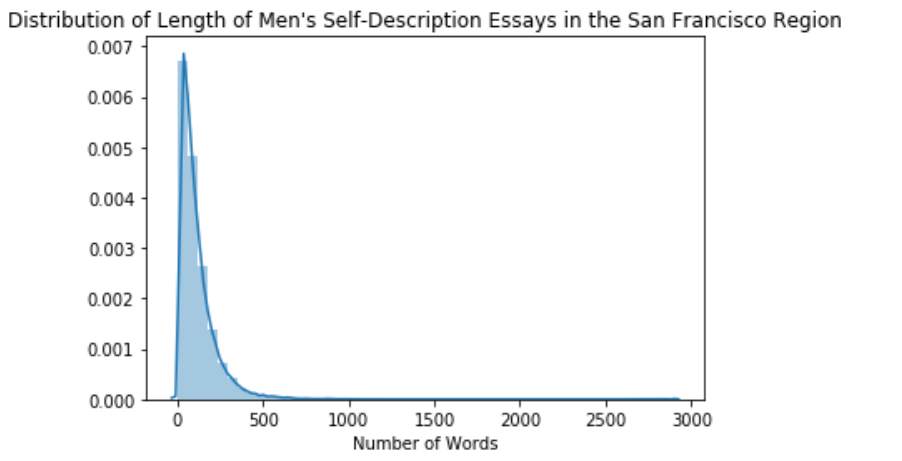 Distribution of Length of Men's Self-Description Essays in the San Francisco Region
0.007
0.006
0.005
0.004
0.003
0.002
0.001
0.000
0 500 1000 1500 2000 2500 3000
Number of Words